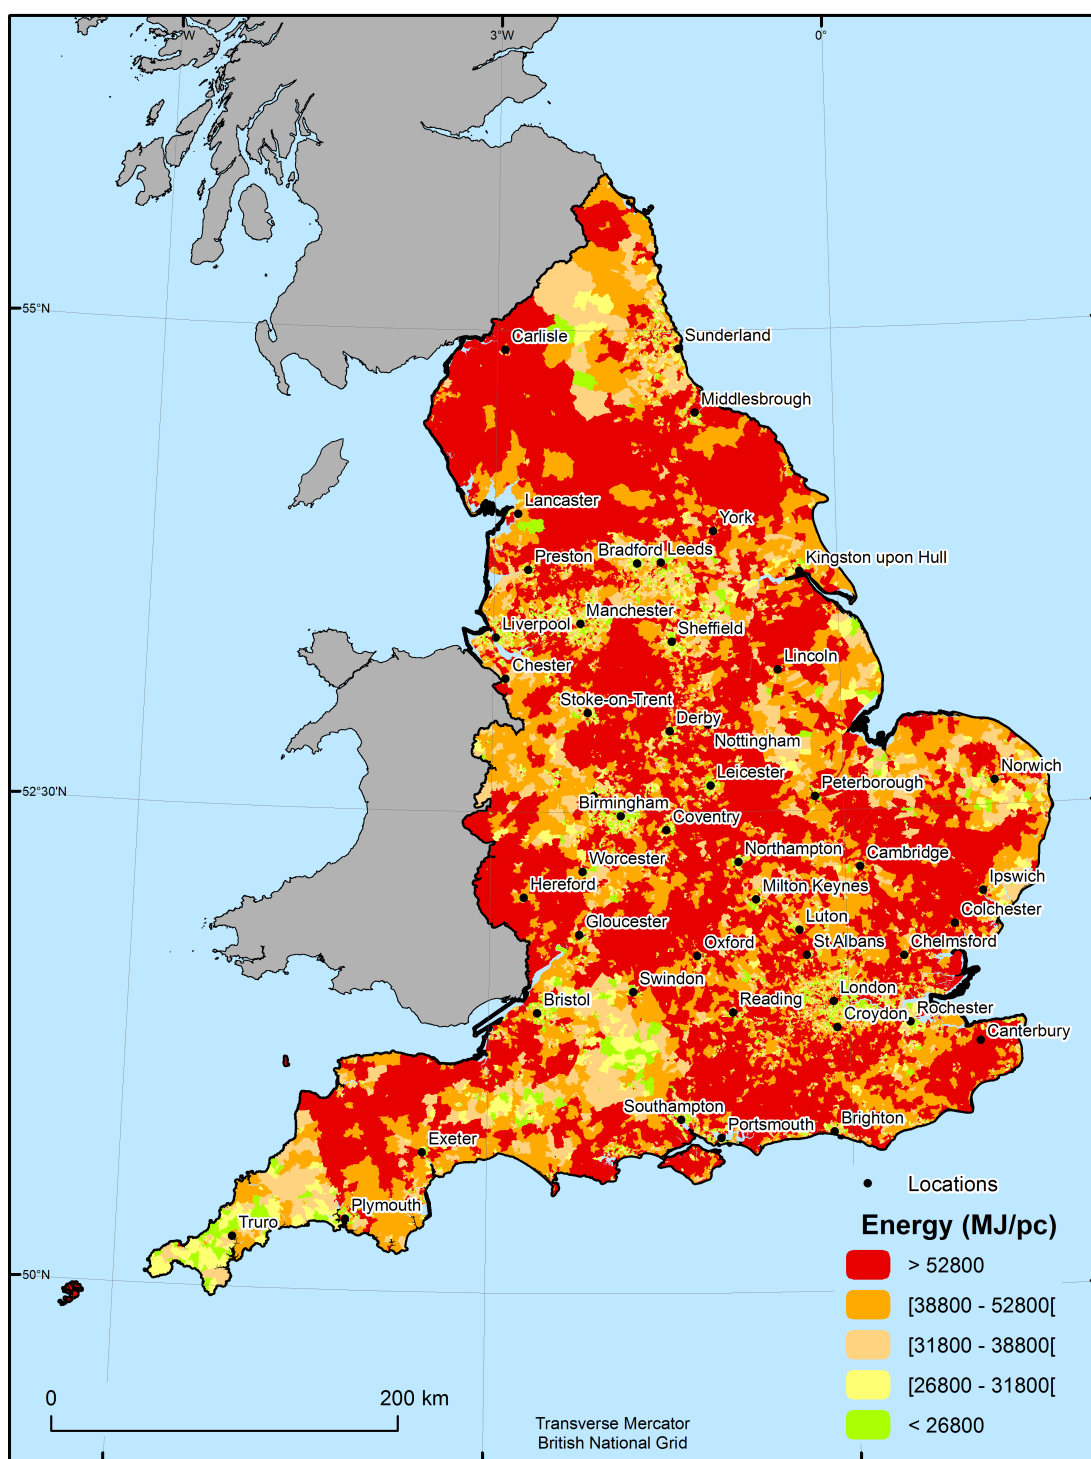 3°W
0°
55°N
Carlisle
Sunderland
Middlesbrough
Lancaster
York
Preston
Bradford
Leeds
Kingston upon Hull
Manchester
Liverpool
Sheffield
Chester
Lincoln
Stoke-on-Trent
Derby
Nottingham
Norwich
Leicester
Peterborough
52°30'N
Birmingham
Coventry
Northampton
Cambridge
Worcester
Ipswich
Hereford
Milton Keynes
Colchester
Gloucester
Luton
Oxford
St Albans
Chelmsford
Swindon
London
Bristol
Reading
Rochester
Croydon
Canterbury
Southampton
Portsmouth
Brighton
Exeter
Plymouth
Truro
50°N
Locations
Energy (MJ/pc)
> 52800
[38800 - 52800[
[31800 - 38800[
[26800 - 31800[
< 26800
0
200 km
Transverse Mercator
British National Grid